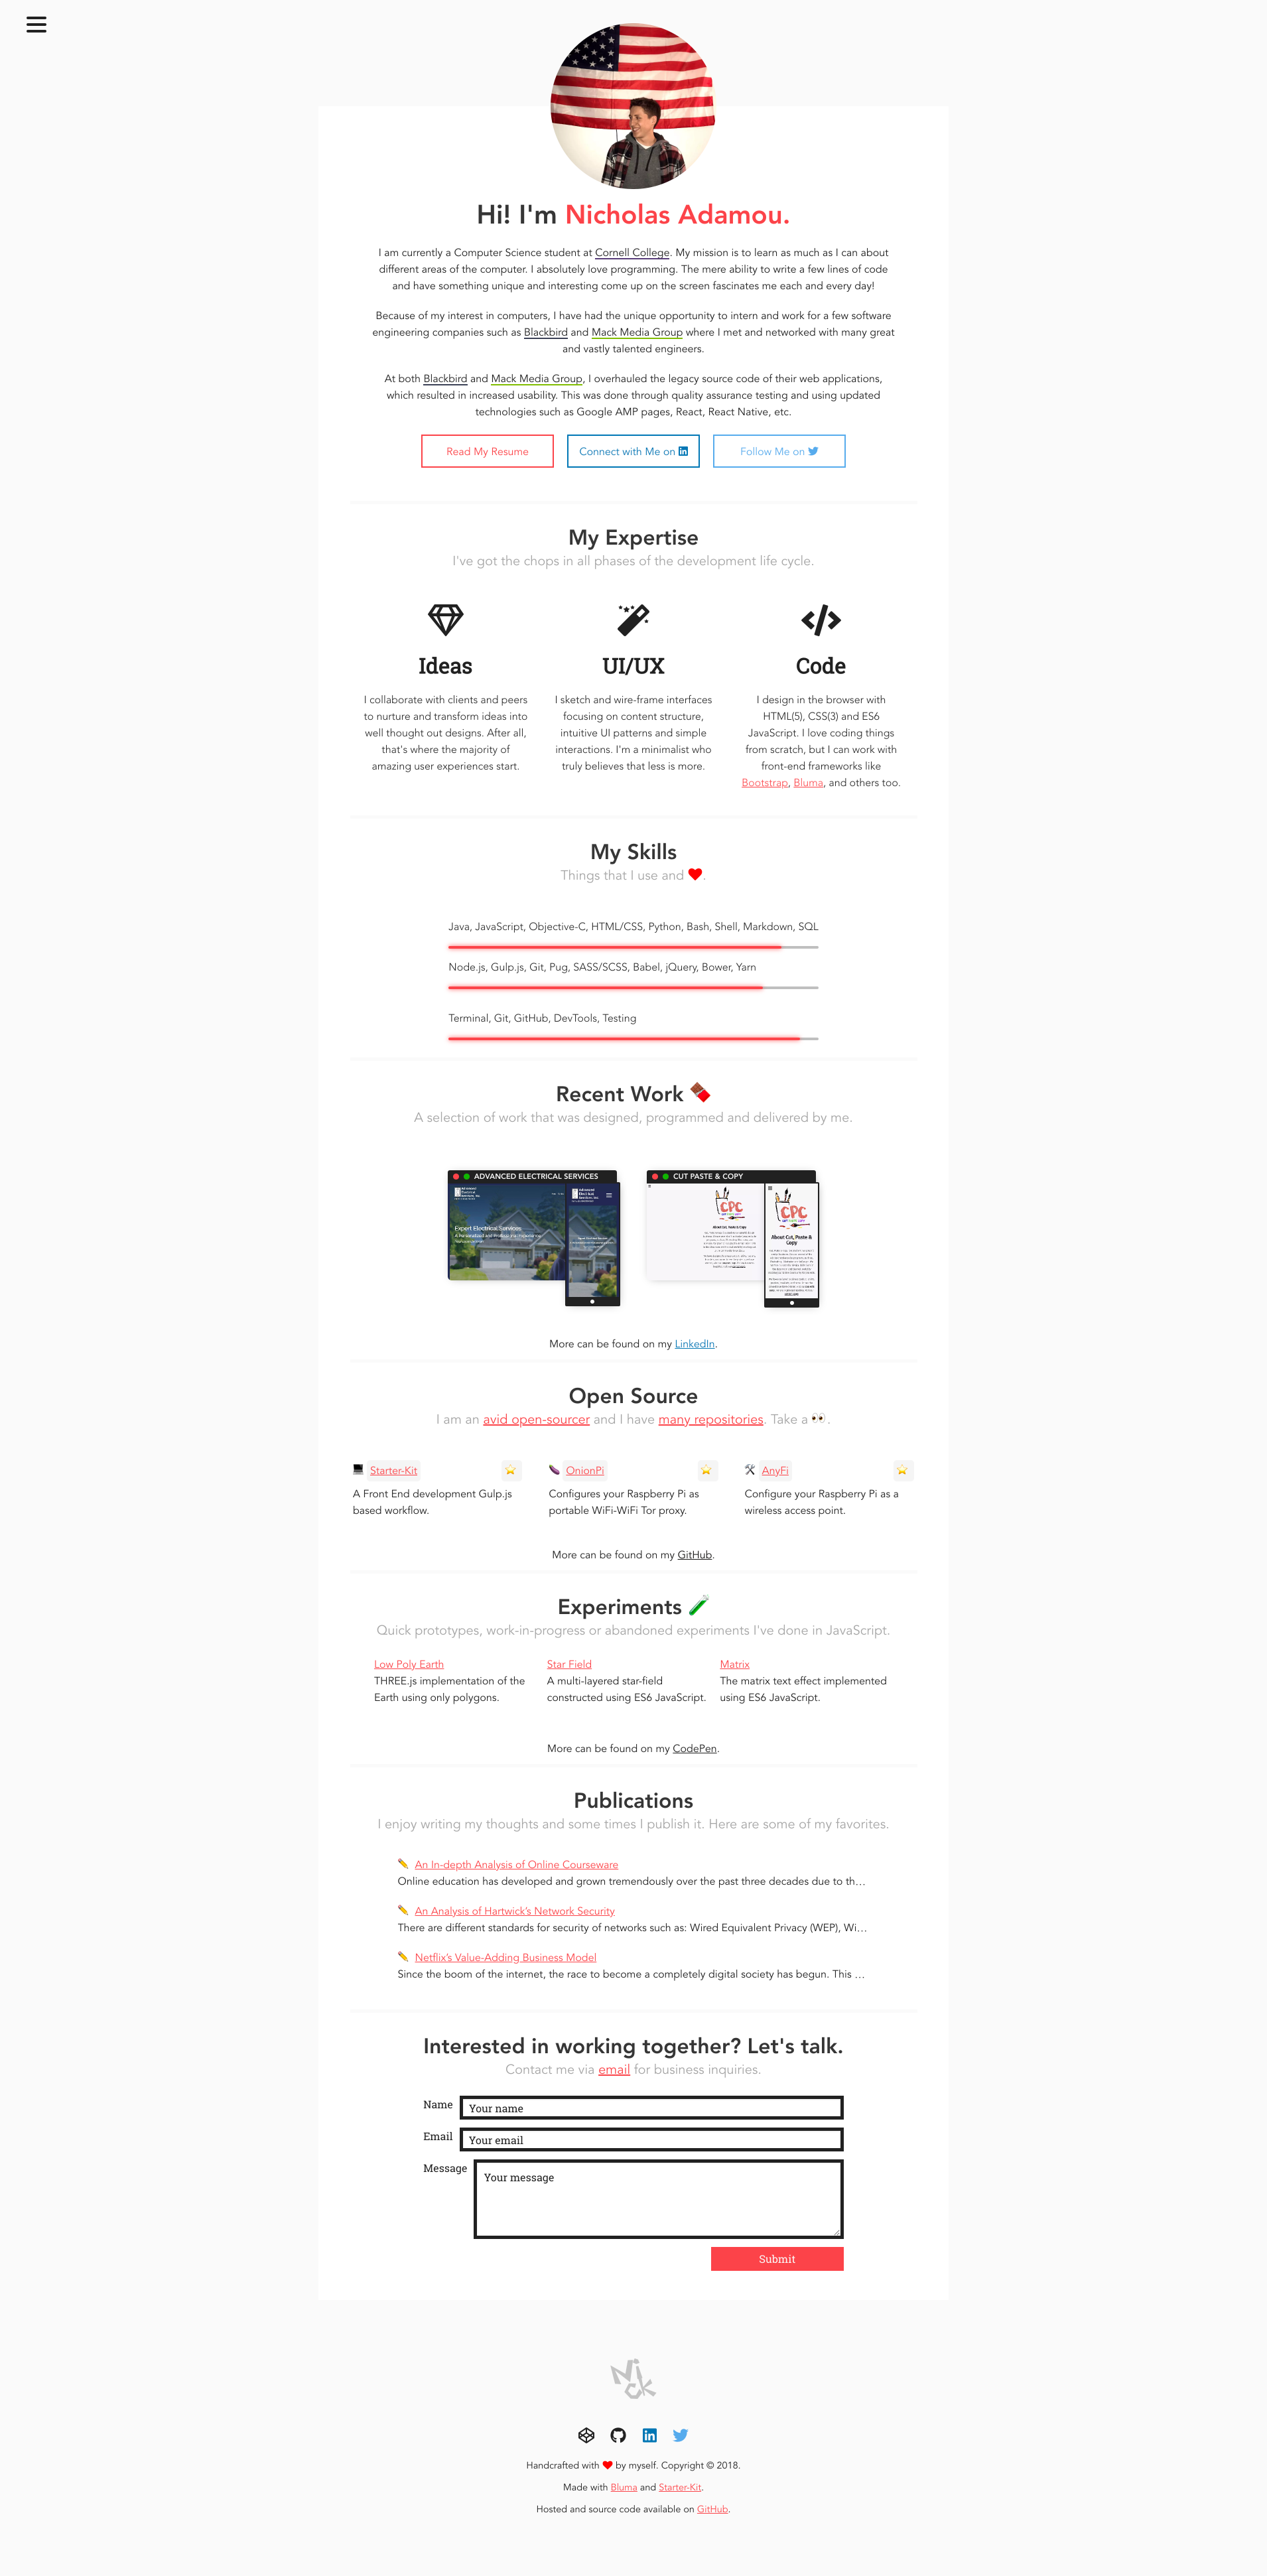 Hi! I'm Nicholas Adamou.
I am currently a Computer Science student at Cornell College. My mission is to learn as much as I can about
different areas of the computer. I absolutely love programming. The mere ability to write a few lines of code
and have something unique and interesting come up on the screen fascinates me each and every day!
Because of my interest in computers, I have had the unique opportunity to intern and work for a few software
engineering companies such as Blackbird and Mack Media Group where I met and networked with many great
and vastly talented engineers.
At both Blackbird and Mack Media Group, I overhauled the legacy source code of their web applications,
which resulted in increased usability. This was done through quality assurance testing and using updated
technologies such as Google AMP pages, React, React Native, etc.
Read My Resume
Connect with Me on
Follow Me on
My Expertise
I've got the chops in all phases of the development life cycle.
Ideas
I collaborate with clients and peers
to nurture and transform ideas into
well thought out designs. After all,
that's where the majority of
amazing user experiences start.
UI/UX
I sketch and wire-frame interfaces
focusing on content structure,
intuitive UI patterns and simple
interactions. I'm a minimalist who
truly believes that less is more.
Code
I design in the browser with
HTML(5), CSS(3) and ES6
JavaScript. I love coding things
from scratch, but I can work with
front-end frameworks like
Bootstrap, Bluma, and others too.
My Skills
Things that I use and ❤.
Java, JavaScript, Objective-C, HTML/CSS, Python, Bash, Shell, Markdown, SQL
Node.js, Gulp.js, Git, Pug, SASS/SCSS, Babel, jQuery, Bower, Yarn
Terminal, Git, GitHub, DevTools, Testing
Recent Work 🍫
A selection of work that was designed, programmed and delivered by me.
ADVANCED ELECTRICAL SERVICES
Expert Electrical Services
CUT PASTE & COPY
CPC
About Cut, Paste & Copy
CPC
About Cut, Paste &
Copy
More can be found on my LinkedIn.
Open Source
I am an avid open-sourcer and I have many repositories. Take a 👀.
Starter-Kit
A Front End development Gulp.js
based workflow.
OnionPi
Configures your Raspberry Pi as
portable WiFi-WiFi Tor proxy.
AnyFi
Configure your Raspberry Pi as a
wireless access point.
More can be found on my GitHub.
Experiments
Quick prototypes, work-in-progress or abandoned experiments I've done in JavaScript.
Low Poly Earth
THREE.js implementation of the
Earth using only polygons.
Star Field
A multi-layered star-field
constructed using ES6 JavaScript.
Matrix
The matrix text effect implemented
using ES6 JavaScript.
More can be found on my CodePen.
Publications
I enjoy writing my thoughts and some times I publish it. Here are some of my favorites.
An In-depth Analysis of Online Courseware
Online education has developed and grown tremendously over the past three decades due to th…
An Analysis of Hartwick’s Network Security
There are different standards for security of networks such as: Wired Equivalent Privacy (WEP), Wi…
Netflix’s Value-Adding Business Model
Since the boom of the internet, the race to become a completely digital society has begun. This …
Interested in working together? Let's talk.
Contact me via email for business inquiries.
Name
Your name
Email
Your email
Message
Your message
Submit
Nick
Handcrafted with ❤ by myself. Copyright © 2018.
Made with Bluma and Starter-Kit.
Hosted and source code available on GitHub.